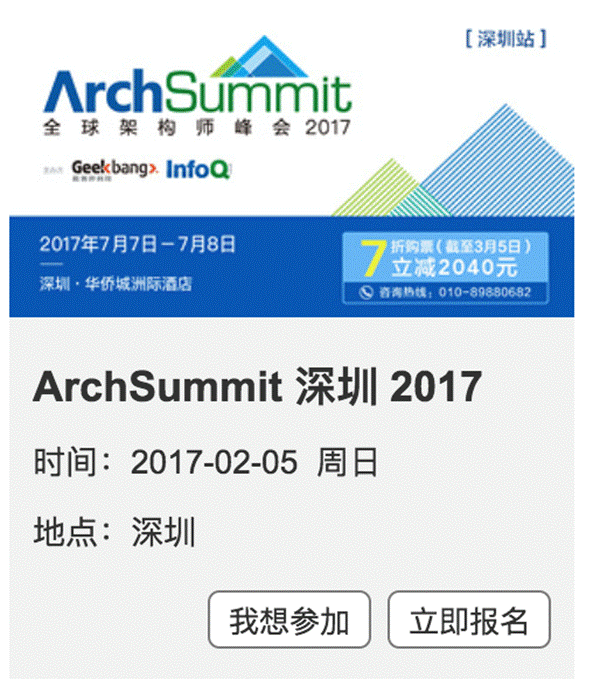 [ 深圳站 ]
ArchSummit
全球架构师峰会 2017
Geekbang>. InfoQ
2017年7月7日－7月8日
深圳 · 华侨城洲际酒店
7折购票（截至3月5日）
立减2040元
咨询热线：010-89880682
ArchSummit 深圳 2017
时间：2017-02-05 周日
地点：深圳
我想参加 立即报名